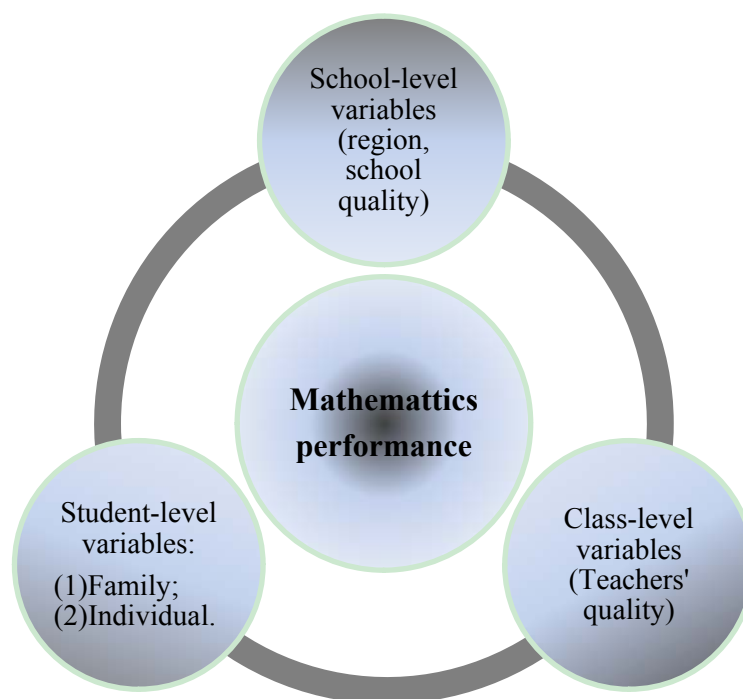 School-level
variables
(region,
school
quality)
Mathemattics
performance
Student-level
variables:
(1)Family;
(2)Individual.
Class-level
variables
(Teachers'
quality)